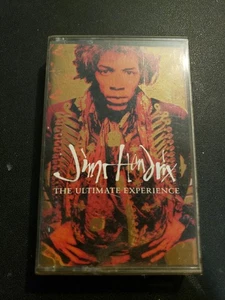 Jimi Hendrix
THE ULTIMATE EXPERIENCE